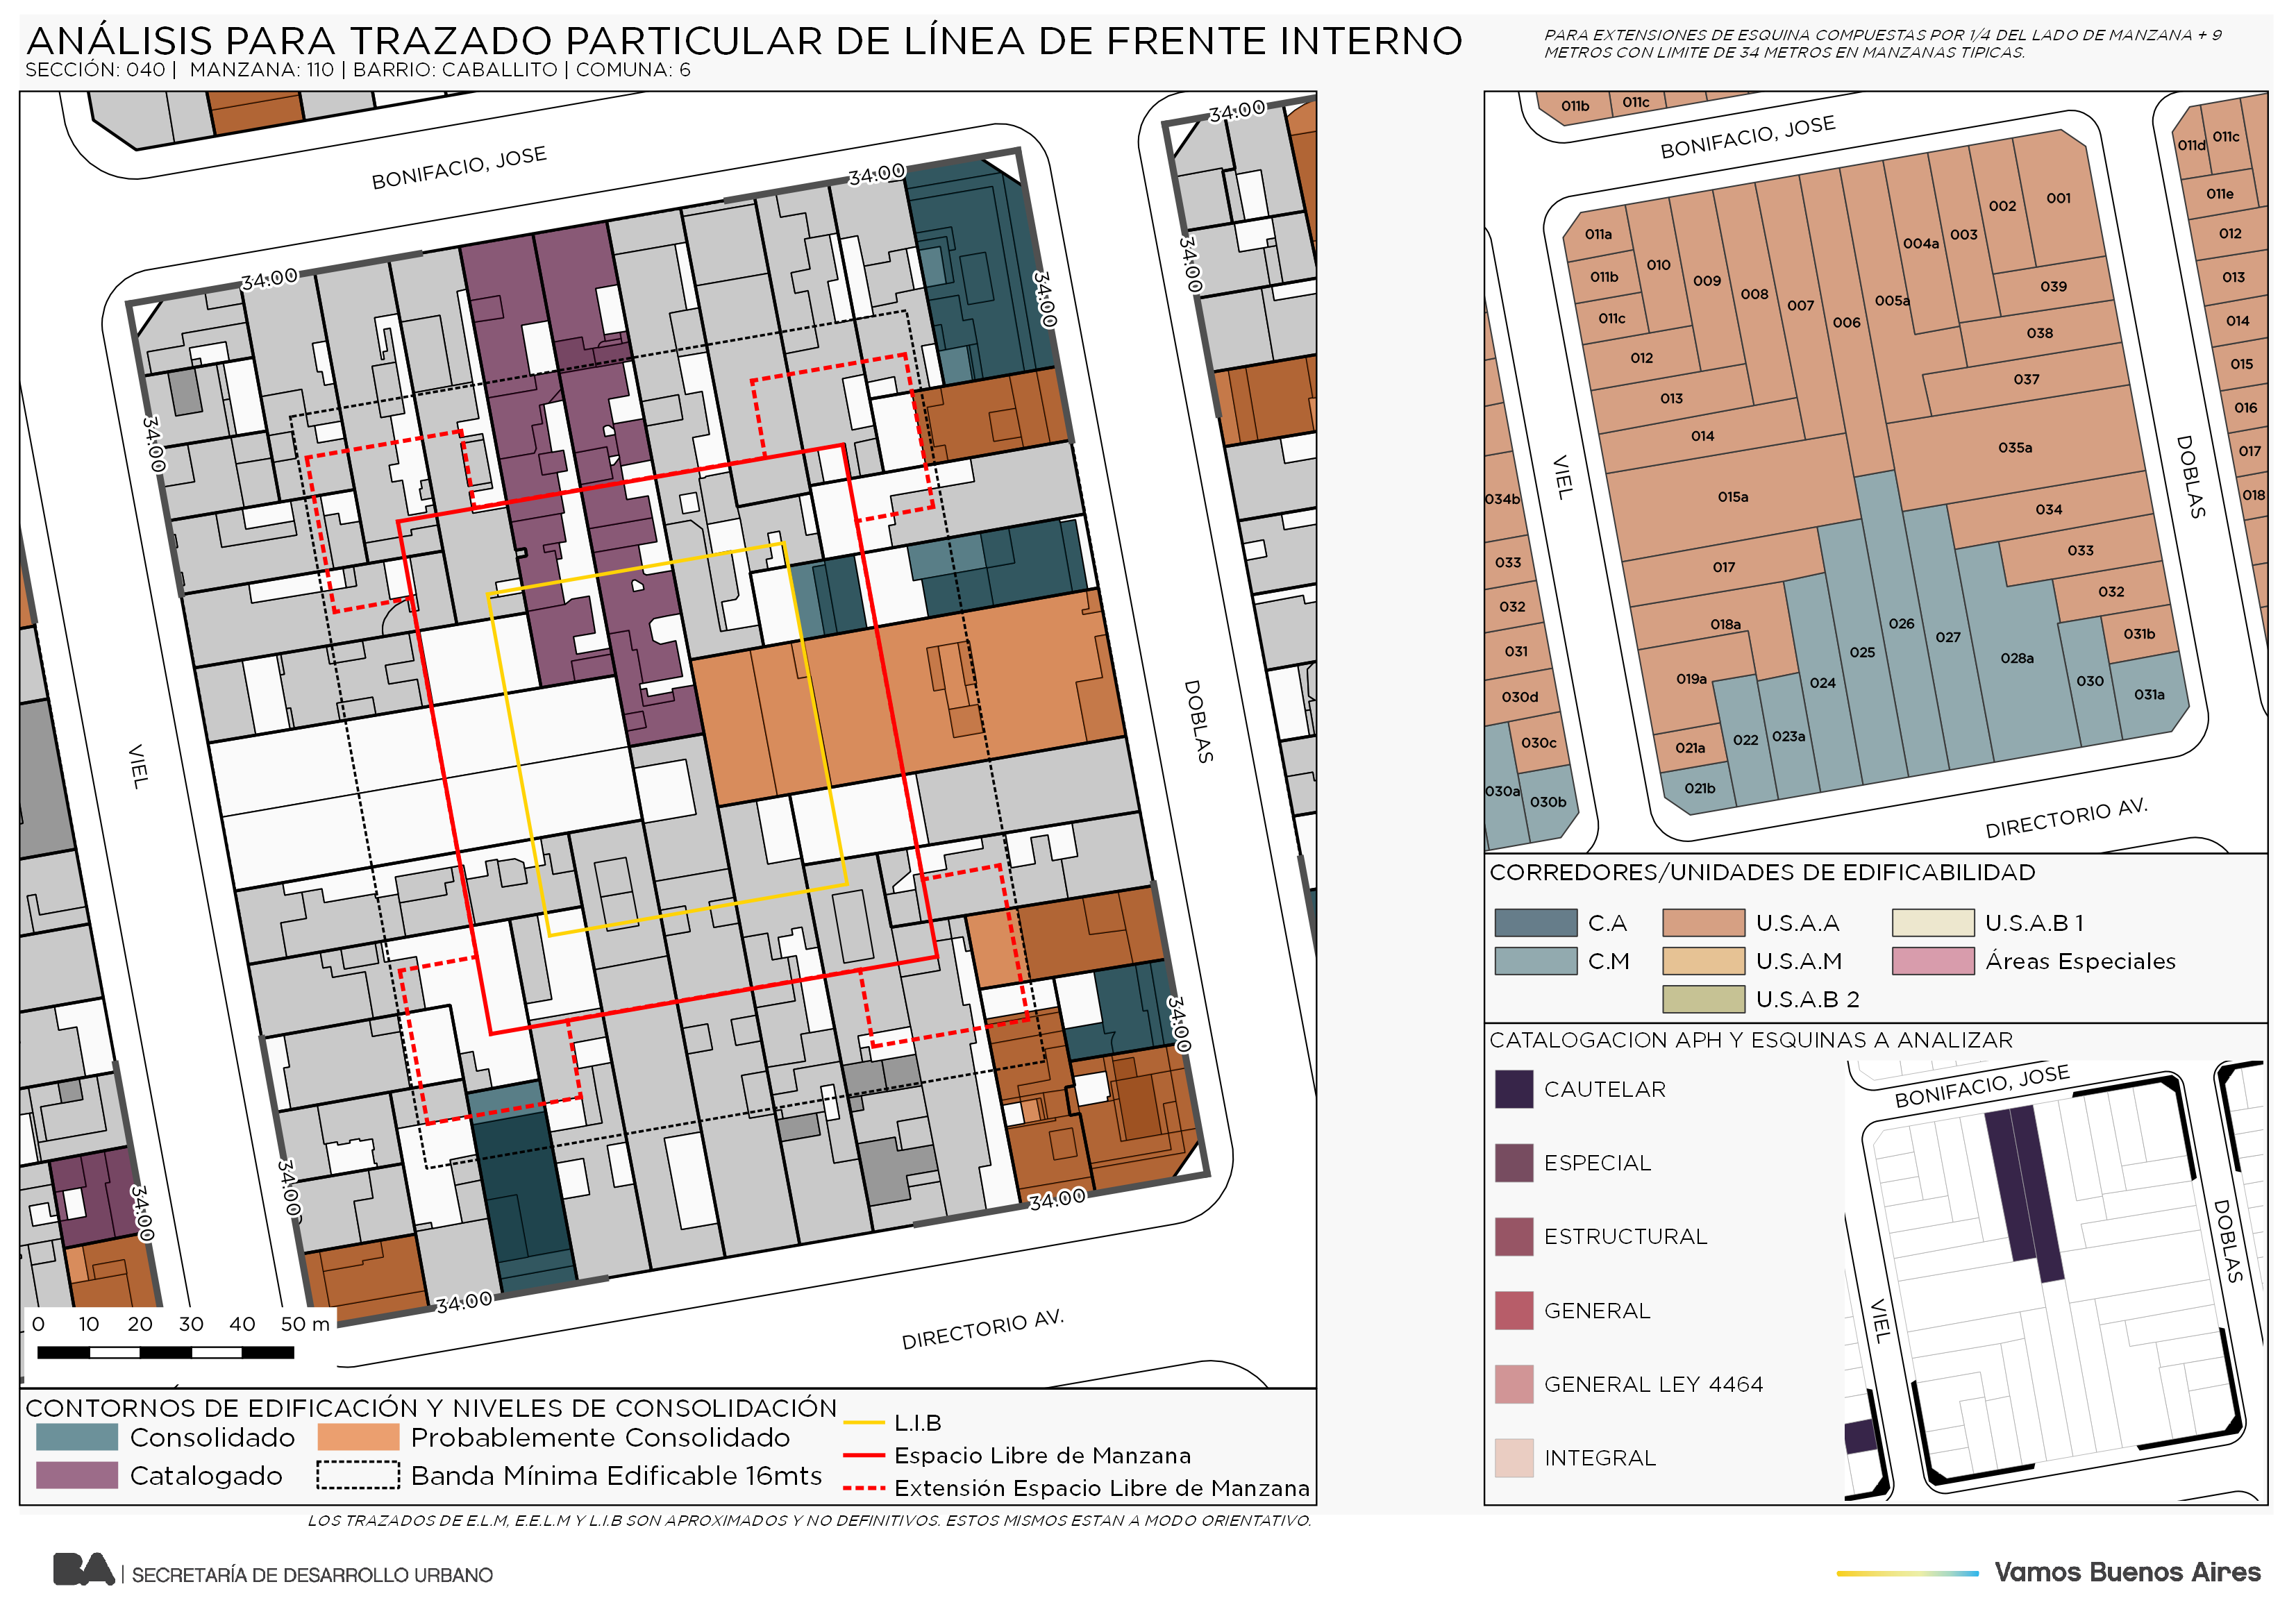 ANÁLISIS PARA TRAZADO PARTICULAR DE LÍNEA DE FRENTE INTERNO
SECCIÓN: 040 | MANZANA: 110 | BARRIO: CABALLITO | COMUNA: 6
PARA EXTENSIONES DE ESQUINA COMPUESTAS POR 1/4 DEL LADO DE MANZANA + 9
METROS CON LIMITE DE 34 METROS EN MANZANAS TIPICAS.
BONIFACIO, JOSE
34:00
34:00
34:00
34:00
34:00
34:00
VIEL
DOBLAS
34:00
34:00
34:00
34:00
34:00
DIRECTORIO AV.
0 10 20 30 40 50 m
CONTORNOS DE EDIFICACIÓN Y NIVELES DE CONSOLIDACIÓN
Consolidado
Probablemente Consolidado
Catalogado
Banda Mínima Edificable 16mts
L.I.B
Espacio Libre de Manzana
Extensión Espacio Libre de Manzana
LOS TRAZADOS DE E.L.M, E.E.L.M Y L.I.B SON APROXIMADOS Y NO DEFINITIVOS. ESTOS MISMOS ESTAN A MODO ORIENTATIVO.
011b
011c
BONIFACIO, JOSE
011d
011c
011e
012
013
014
015
016
017
018
001
002
003
004a
005a
006
007
008
009
010
011a
011b
011c
012
013
014
015a
017
018a
019a
021a
021b
022
023a
024
025
026
027
028a
030
031a
031b
032
033
034
035a
037
038
039
034b
033
032
031
030d
030c
030a
030b
VIEL
DOBLAS
DIRECTORIO AV.
CORREDORES/UNIDADES DE EDIFICABILIDAD
C.A
U.S.A.A
U.S.A.B 1
C.M
U.S.A.M
Áreas Especiales
U.S.A.B 2
CATALOGACION APH Y ESQUINAS A ANALIZAR
CAUTELAR
ESPECIAL
ESTRUCTURAL
GENERAL
GENERAL LEY 4464
INTEGRAL
BONIFACIO, JOSE
DOBLAS
VIEL
BA | SECRETARÍA DE DESARROLLO URBANO
Vamos Buenos Aires